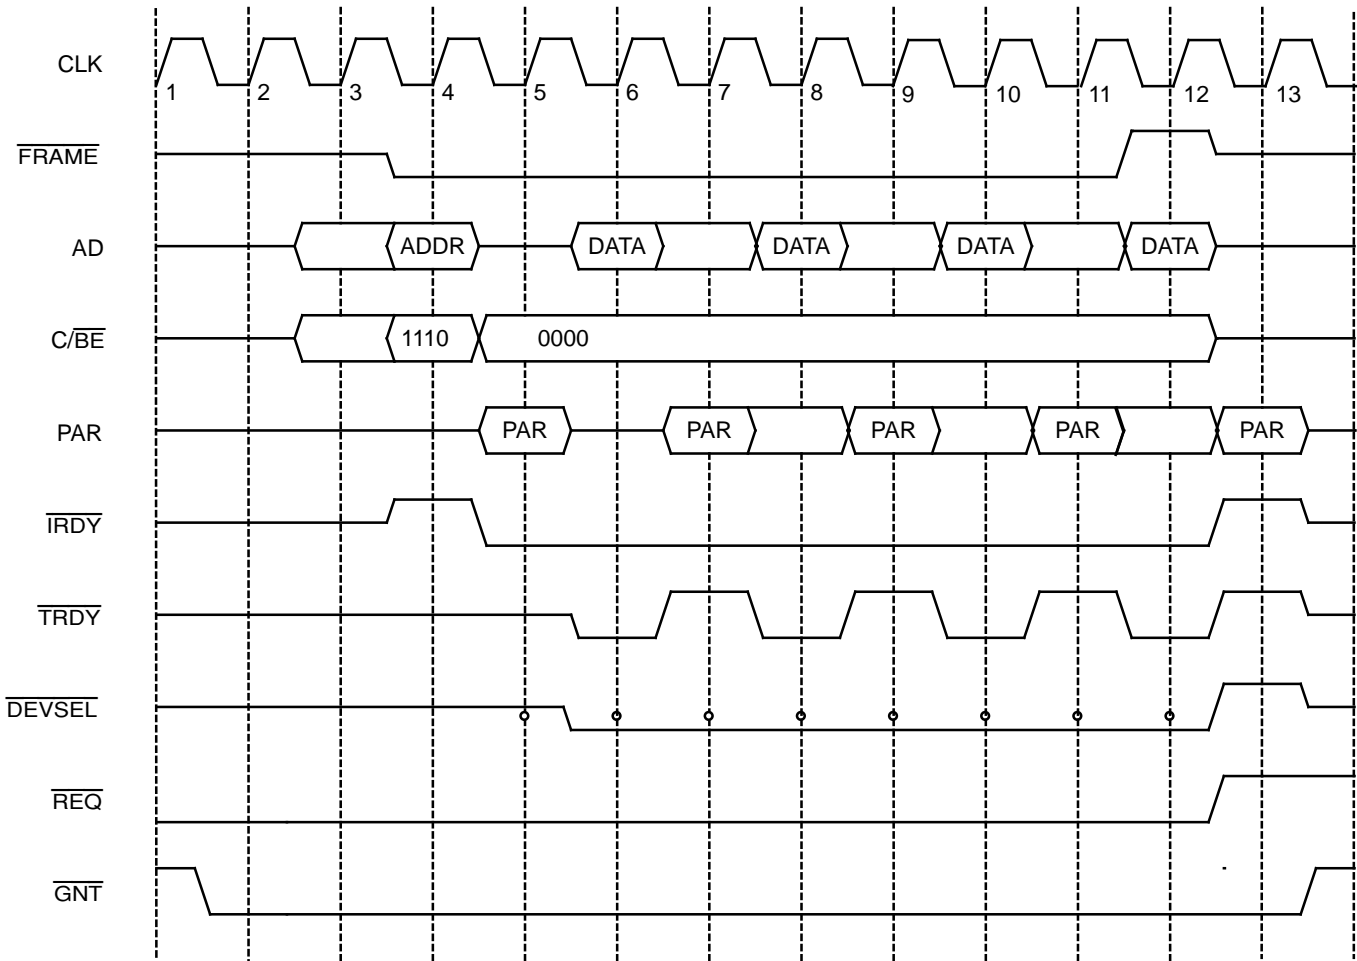 CLK
1 2 3 4 5 6 7 8 9 10 11 12 13
FRAME
AD ADDR DATA DATA DATA DATA
C/BE 1110 0000
PAR PAR PAR PAR PAR PAR
IRDY
TRDY
DEVSEL
REQ
GNT